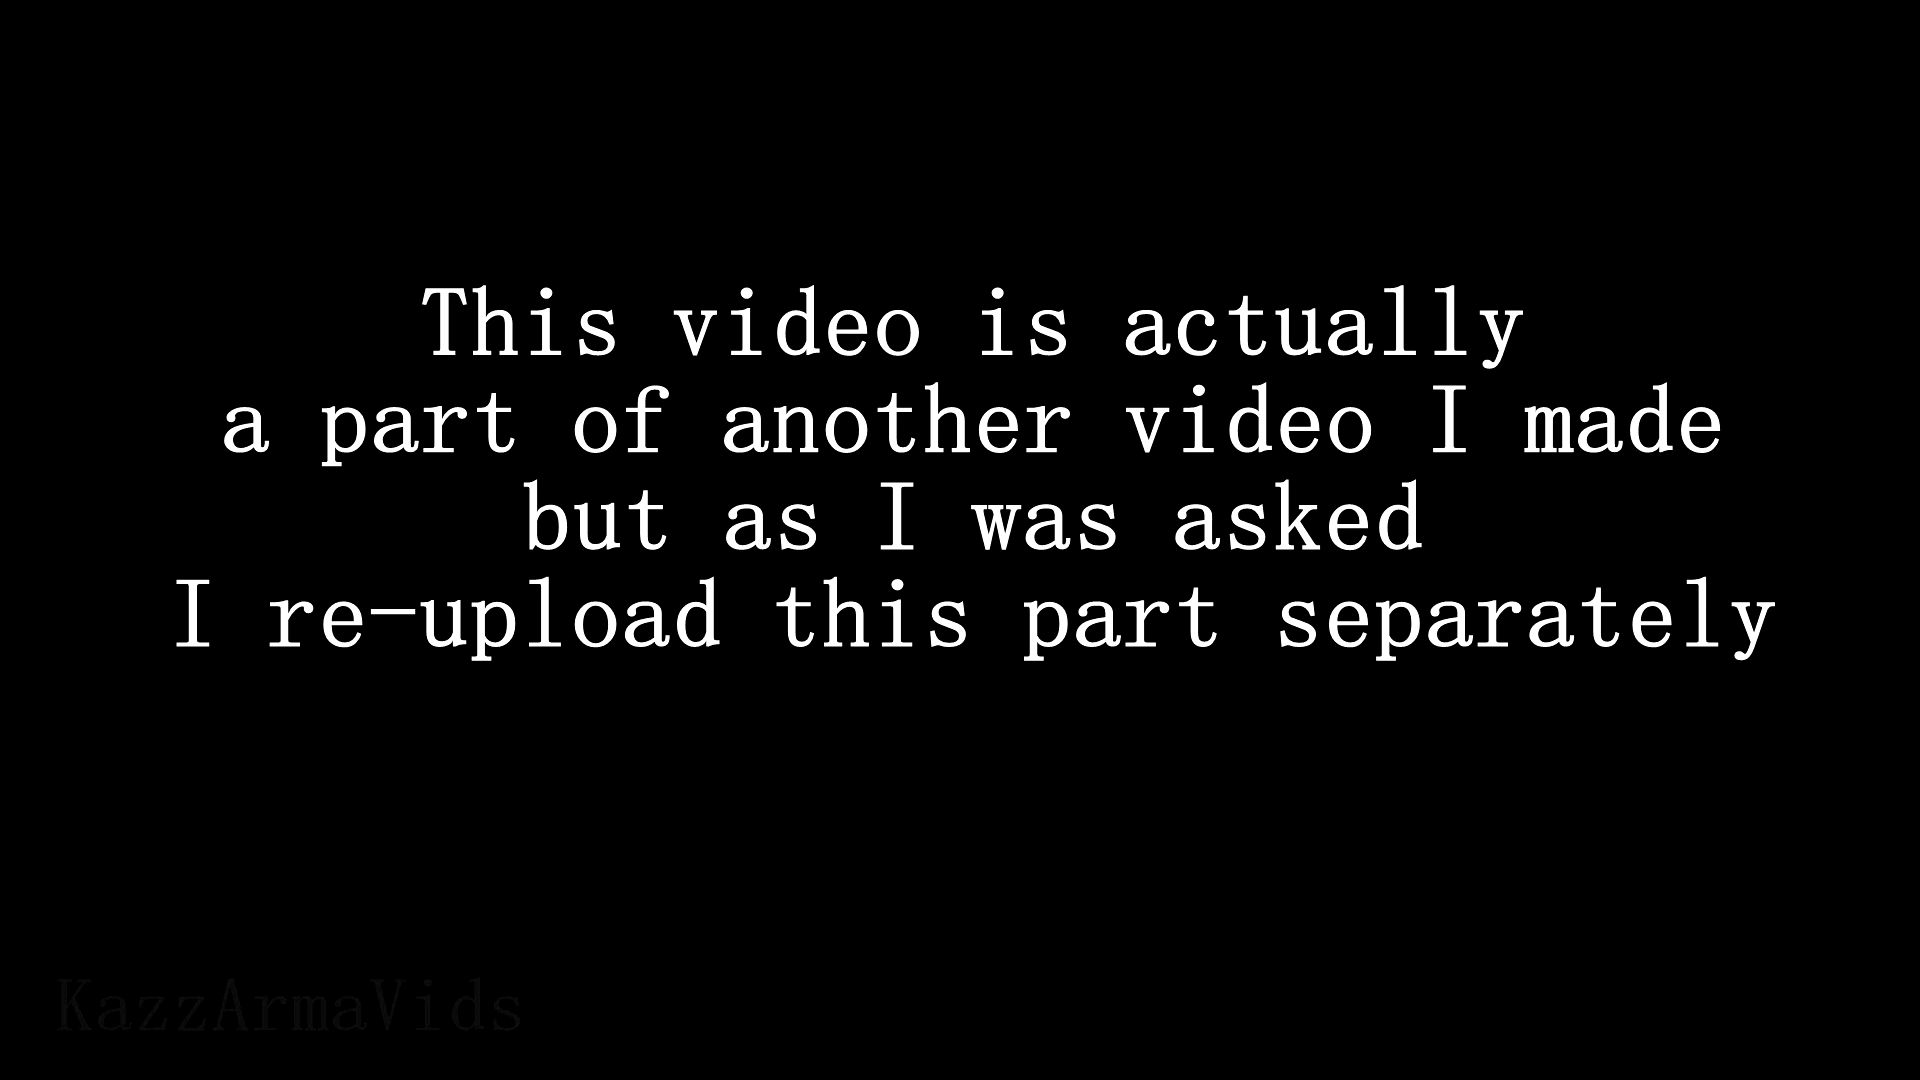 This video is actually
a part of another video I made
but as I was asked
I re-upload this part separately
KazzArmaVids